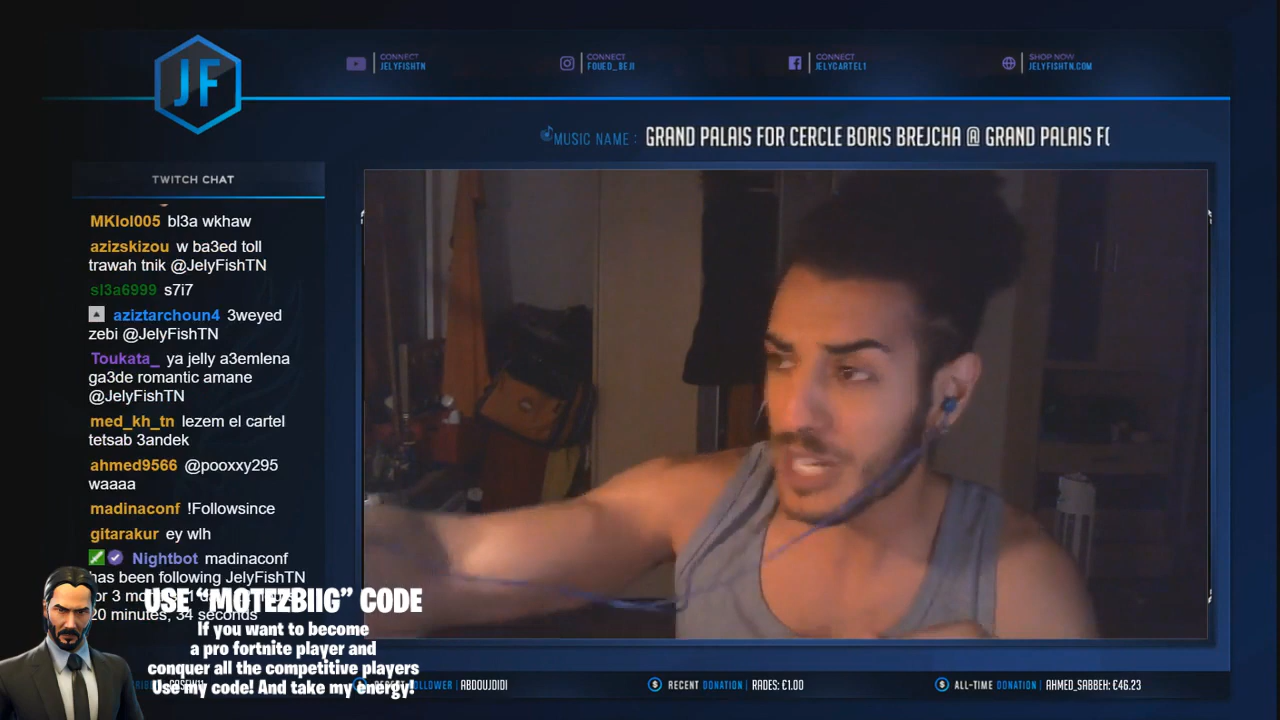 JF
CONNECT
JELYFISHTN
CONNECT
FOUED_BEJI
CONNECT
JELYCARTEL1
SHOP NOW
JELYFISHTN.COM
MUSIC NAME : GRAND PALAIS FOR CERCLE BORIS BREJCHA @ GRAND PALAIS
TWITCH CHAT
MKlol005 bl3a wkhaw
azizskizou w ba3ed toll
trawah tnik @JelyFishTN
sl3a6999 s7i7
aziztarchoun4 3weyed
zebi @JelyFishTN
Toukata_ ya jelly a3emlena
ga3de romantic amane
@JelyFishTN
med_kh_tn lezem el cartel
tetsab 3andek
ahmed9566 @pooxxy295
waaaa
madinaconf !Followsince
gitarakur ey wlh
Nightbot madinaconf
has been following JelyFishTN
for 3
20 minutes, 34 seconds
USE "MOTEZBIIG" CODE
If you want to become
a pro fortnite player and
conquer all the competitive players
Use my code! And take my energy!
FOLLOWER | ABDOUJDIDI
RECENT DONATION | RADES: €1.00
ALL-TIME DONATION | AHMED_SABBEH: €46.23